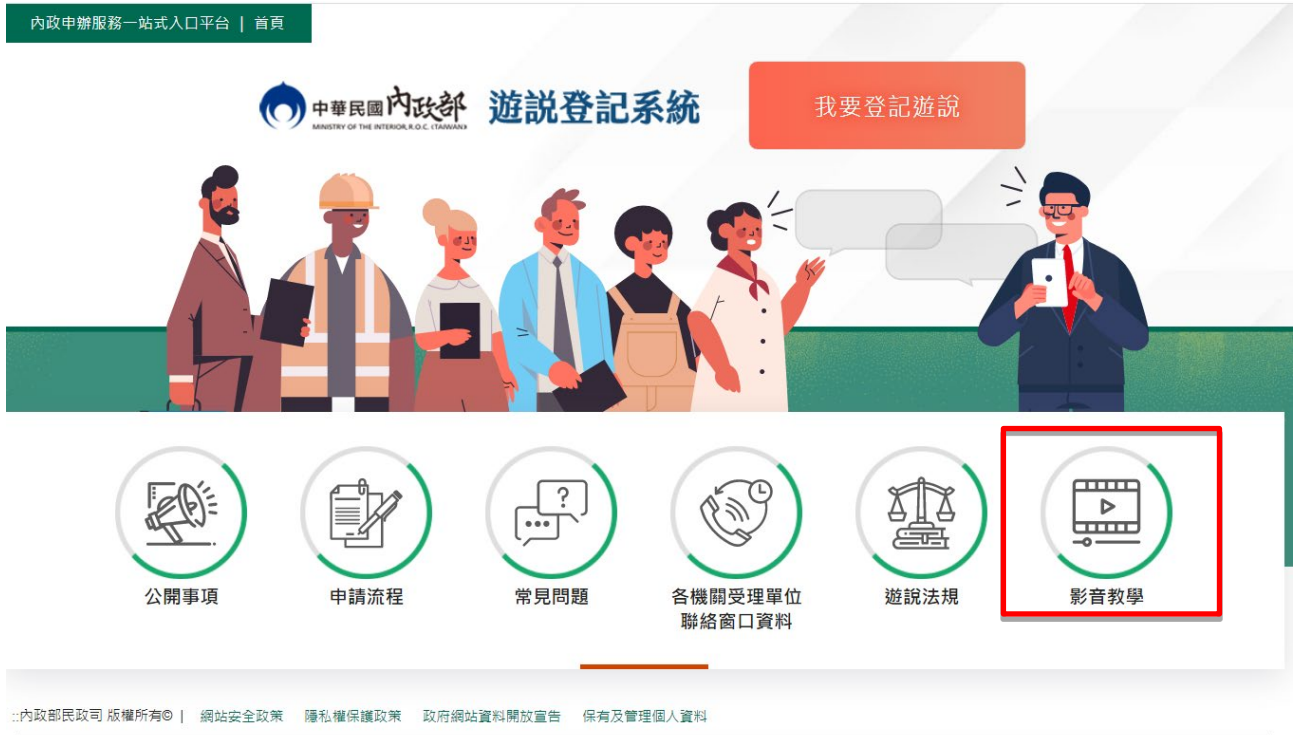 內政申辦服務一站式入口平台 | 首頁
中華民國內政部
MINISTRY OF THE INTERIOR, R.O.C. (TAIWAN)
遊說登記系統
我要登記遊說
?
公開事項
申請流程
常見問題
各機關受理單位
聯絡窗口資料
遊說法規
影音教學
::內政部民政司 版權所有© | 網站安全政策 隱私權保護政策 政府網站資料開放宣告 保有及管理個人資料